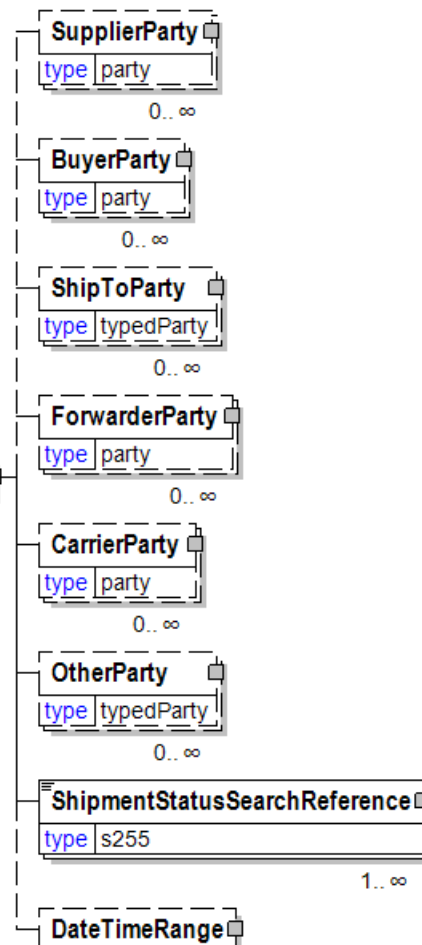 SupplierParty
type party
0.. ∞
BuyerParty
type party
0.. ∞
ShipToParty
type typedParty
0.. ∞
ForwarderParty
type party
0.. ∞
CarrierParty
type party
0.. ∞
OtherParty
type typedParty
0.. ∞
ShipmentStatusSearchReference
type s255
1.. ∞
DateTimeRange